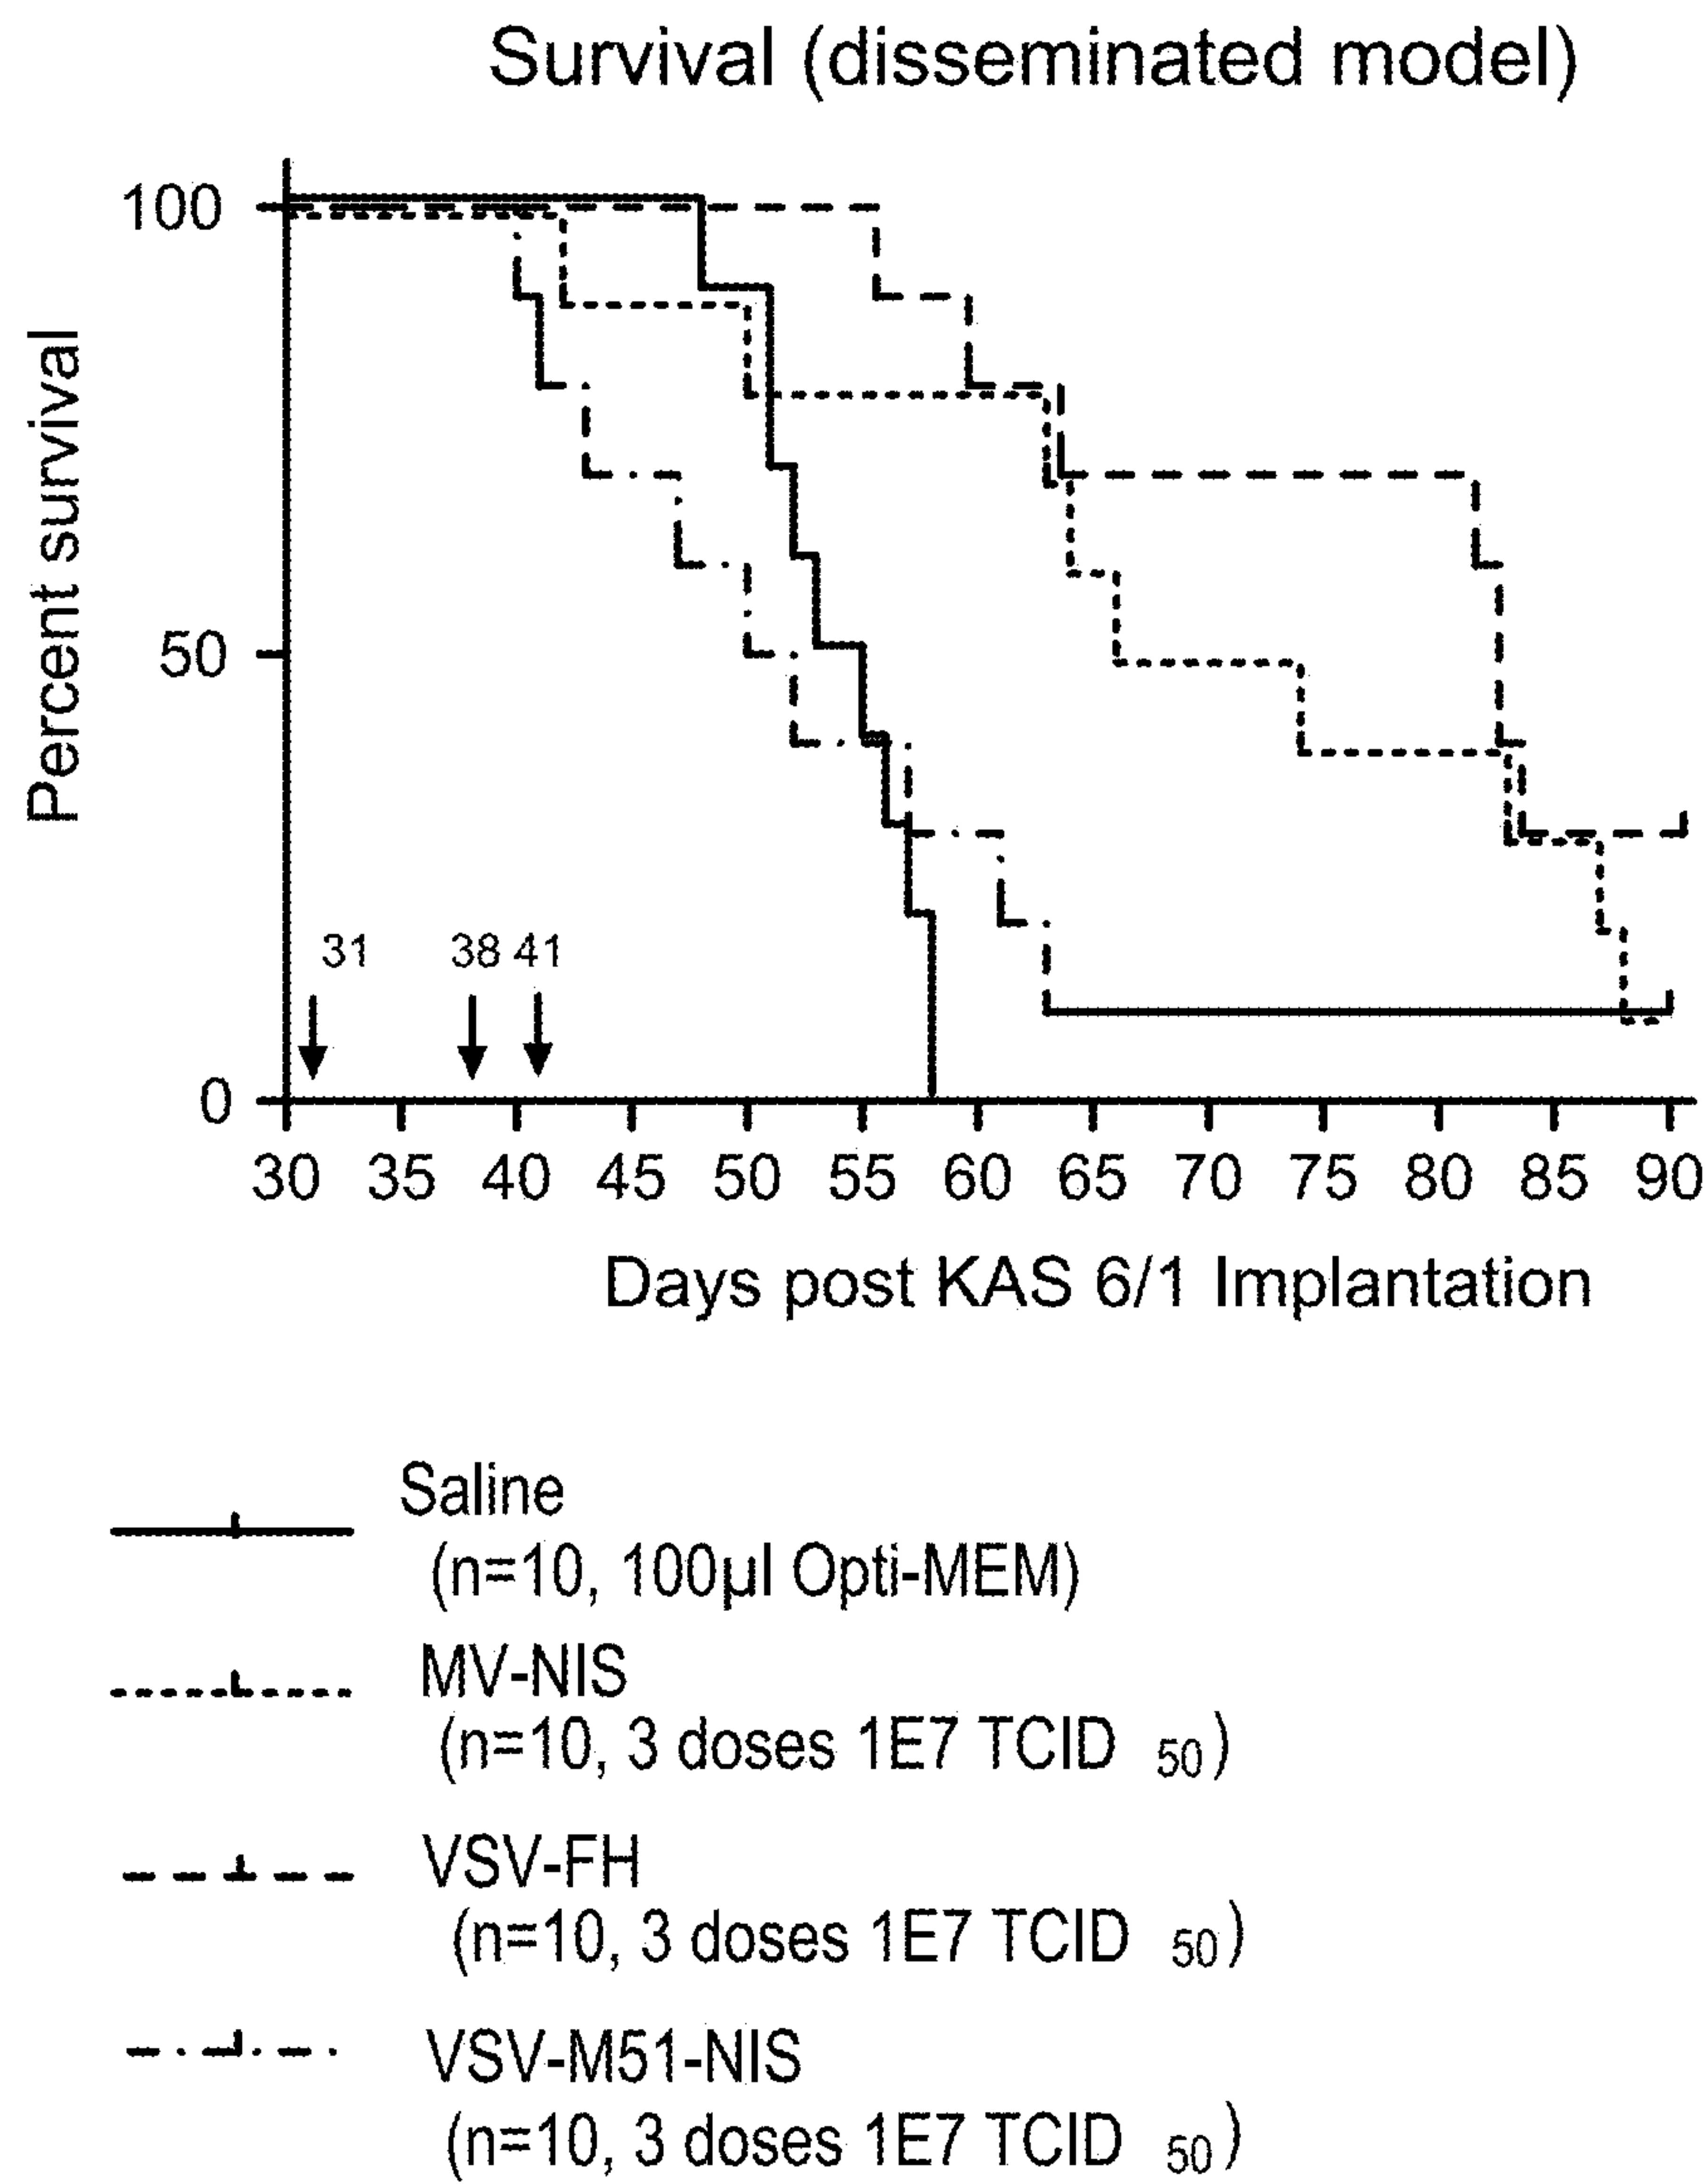 Survival (disseminated model)
Percent survival
100
50
0
31 38 41
30 35 40 45 50 55 60 65 70 75 80 85 90
Days post KAS 6/1 Implantation
Saline
(n=10, 100µl Opti-MEM)
MV-NIS
(n=10, 3 doses 1E7 TCID 50)
VSV-FH
(n=10, 3 doses 1E7 TCID 50)
VSV-M51-NIS
(n=10, 3 doses 1E7 TCID 50)